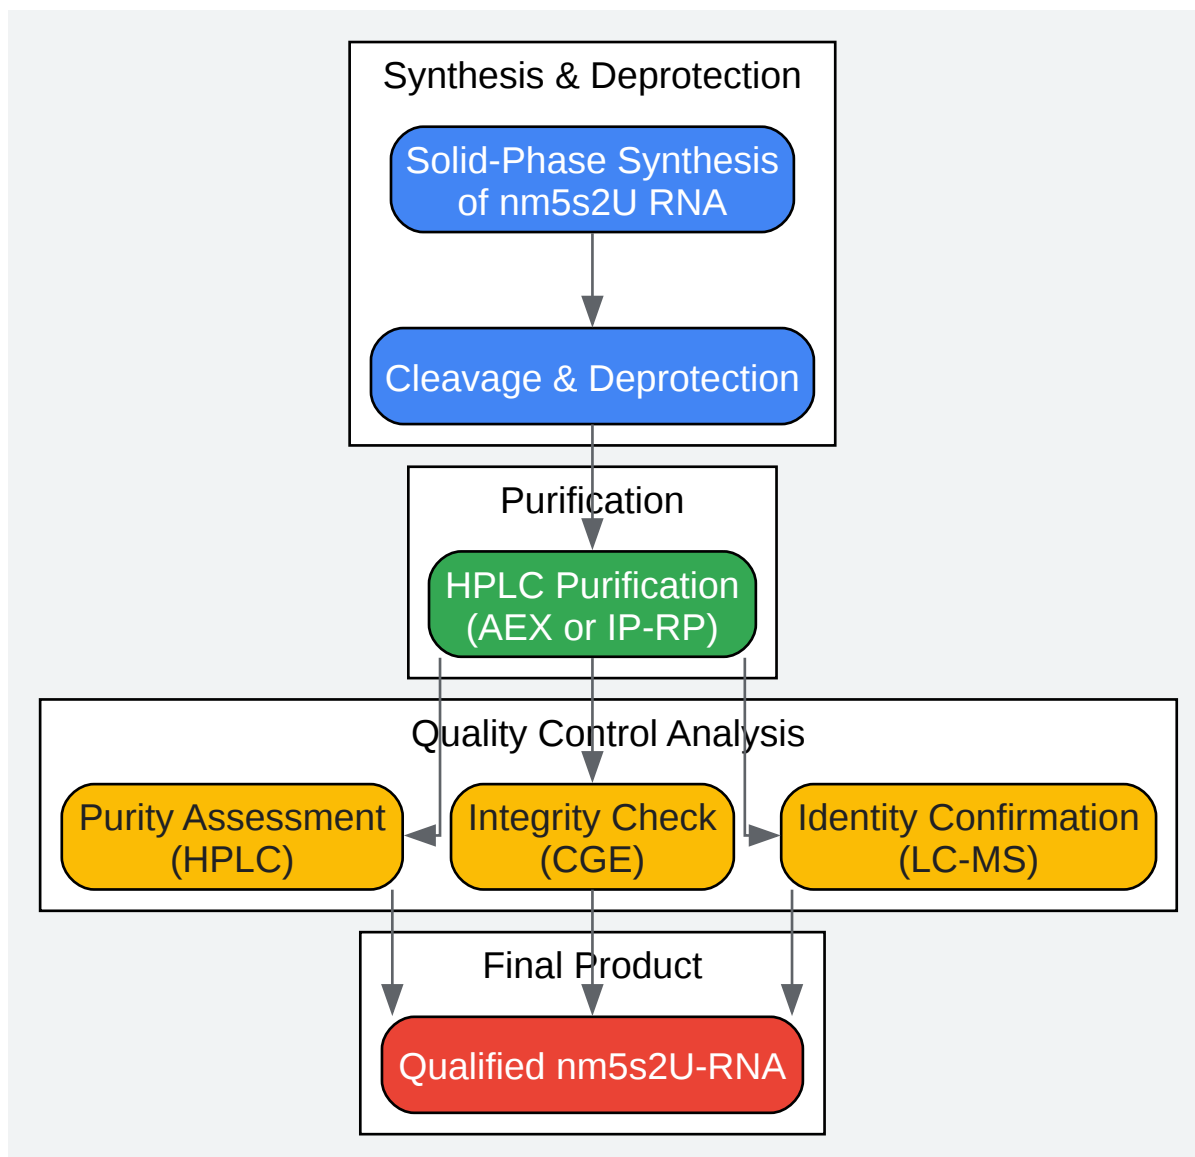 Synthesis & Deprotection
Solid-Phase Synthesis
of nm5s2U RNA
Cleavage & Deprotection
Purification
HPLC Purification
(AEX or IP-RP)
Quality Control Analysis
Purity Assessment
(HPLC)
Integrity Check
(CGE)
Identity Confirmation
(LC-MS)
Final Product
Qualified nm5s2U-RNA